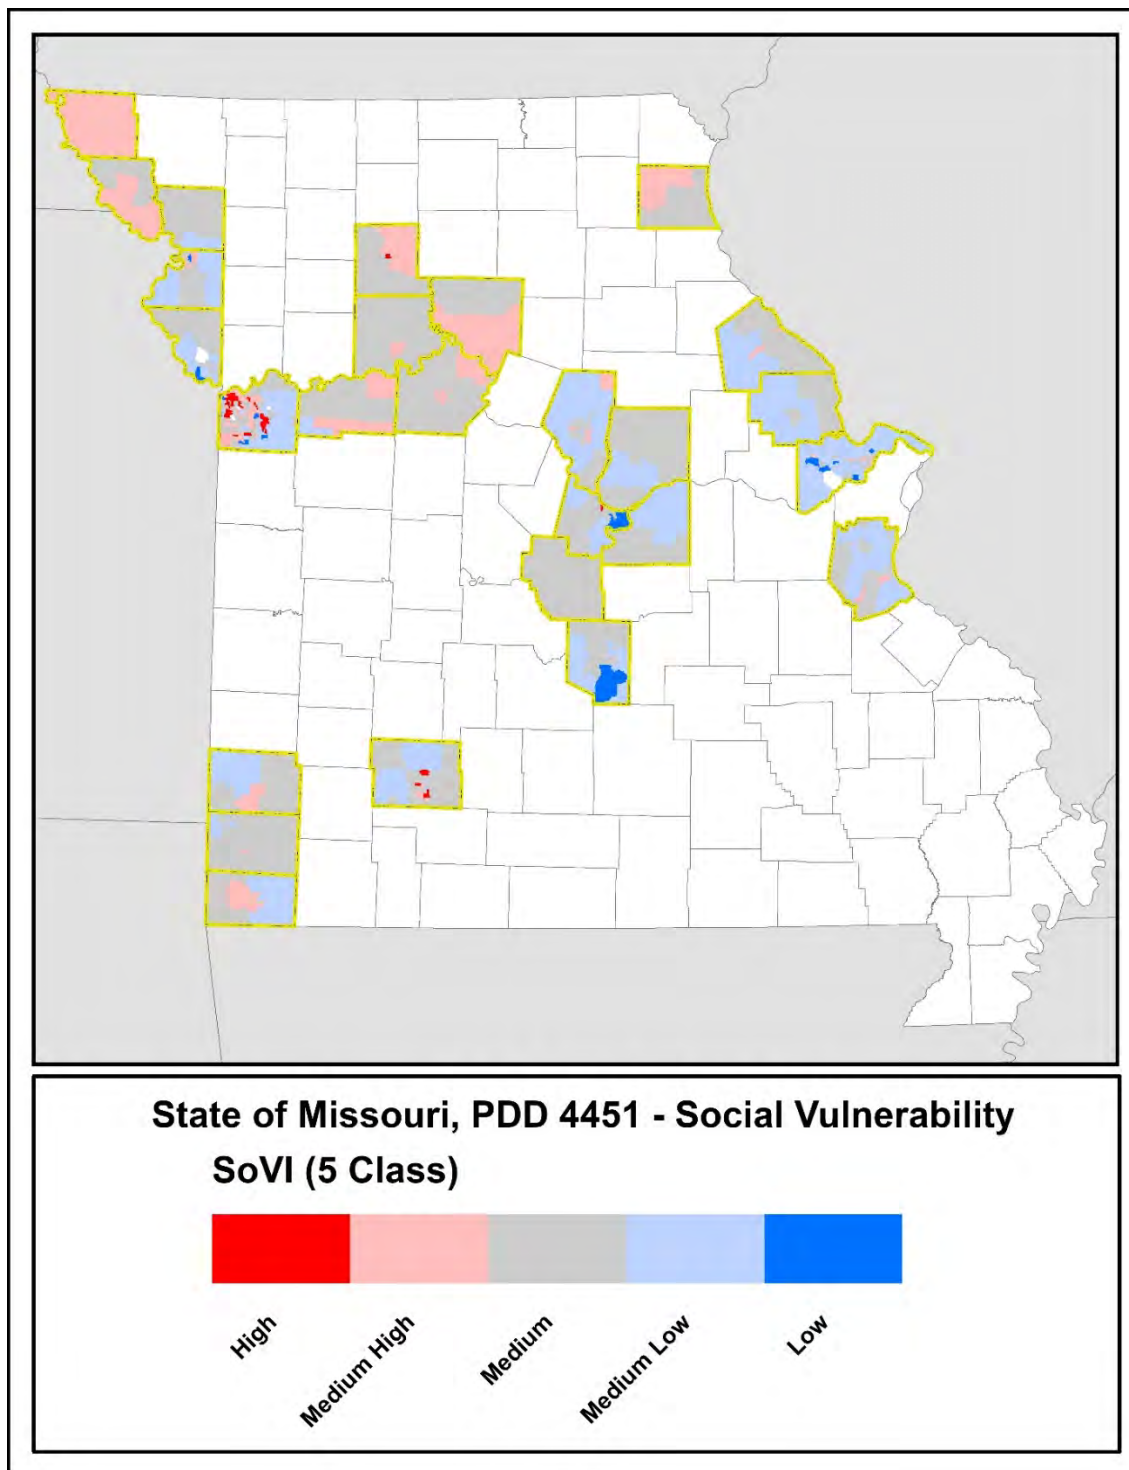 State of Missouri, PDD 4451 - Social Vulnerability
SoVI (5 Class)
High
Medium High
Medium
Medium Low
Low